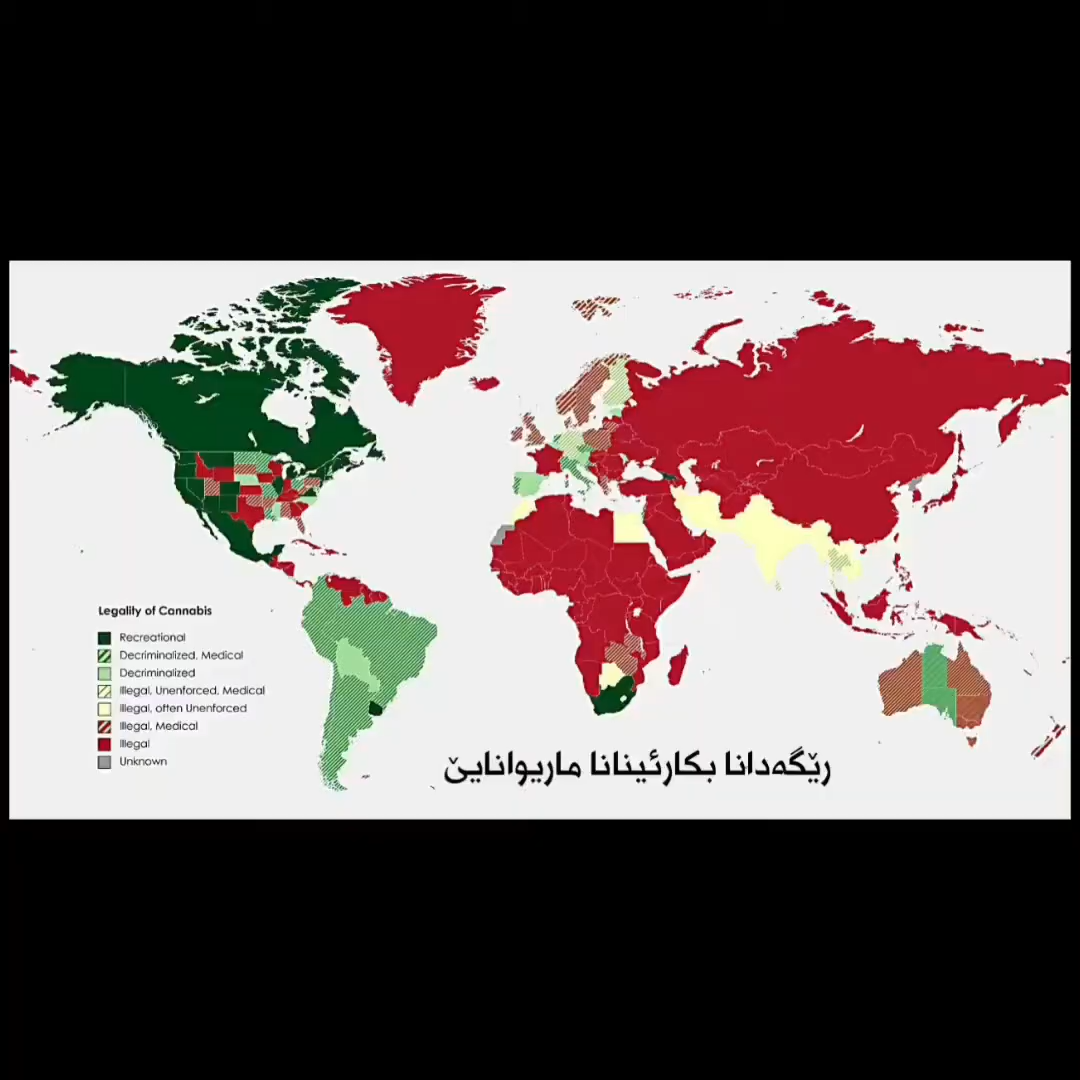 Legality of Cannabis
Recreational
Decriminalized, Medical
Decriminalized
Illegal, Unenforced, Medical
Illegal, often Unenforced
Illegal, Medical
Illegal
Unknown
رێگەدانا بکارئینانا ماریوانایێ